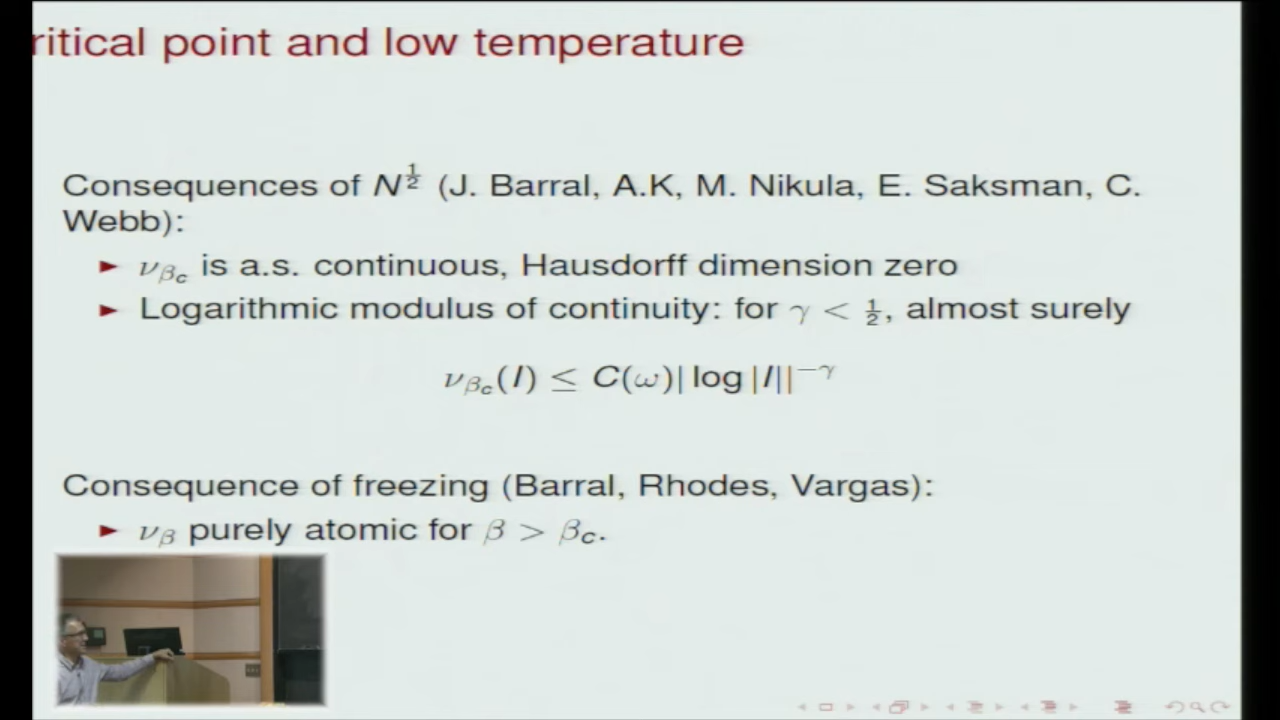 ritical point and low temperature
Consequences of N^{\frac{1}{2}} (J. Barral, A.K, M. Nikula, E. Saksman, C.
Webb):
► ν_{β_c} is a.s. continuous, Hausdorff dimension zero
► Logarithmic modulus of continuity: for γ < \frac{1}{2}, almost surely
ν_{β_c}(I) ≤ C(ω)| log |I||^{−γ}
Consequence of freezing (Barral, Rhodes, Vargas):
► ν_β purely atomic for β > β_c.